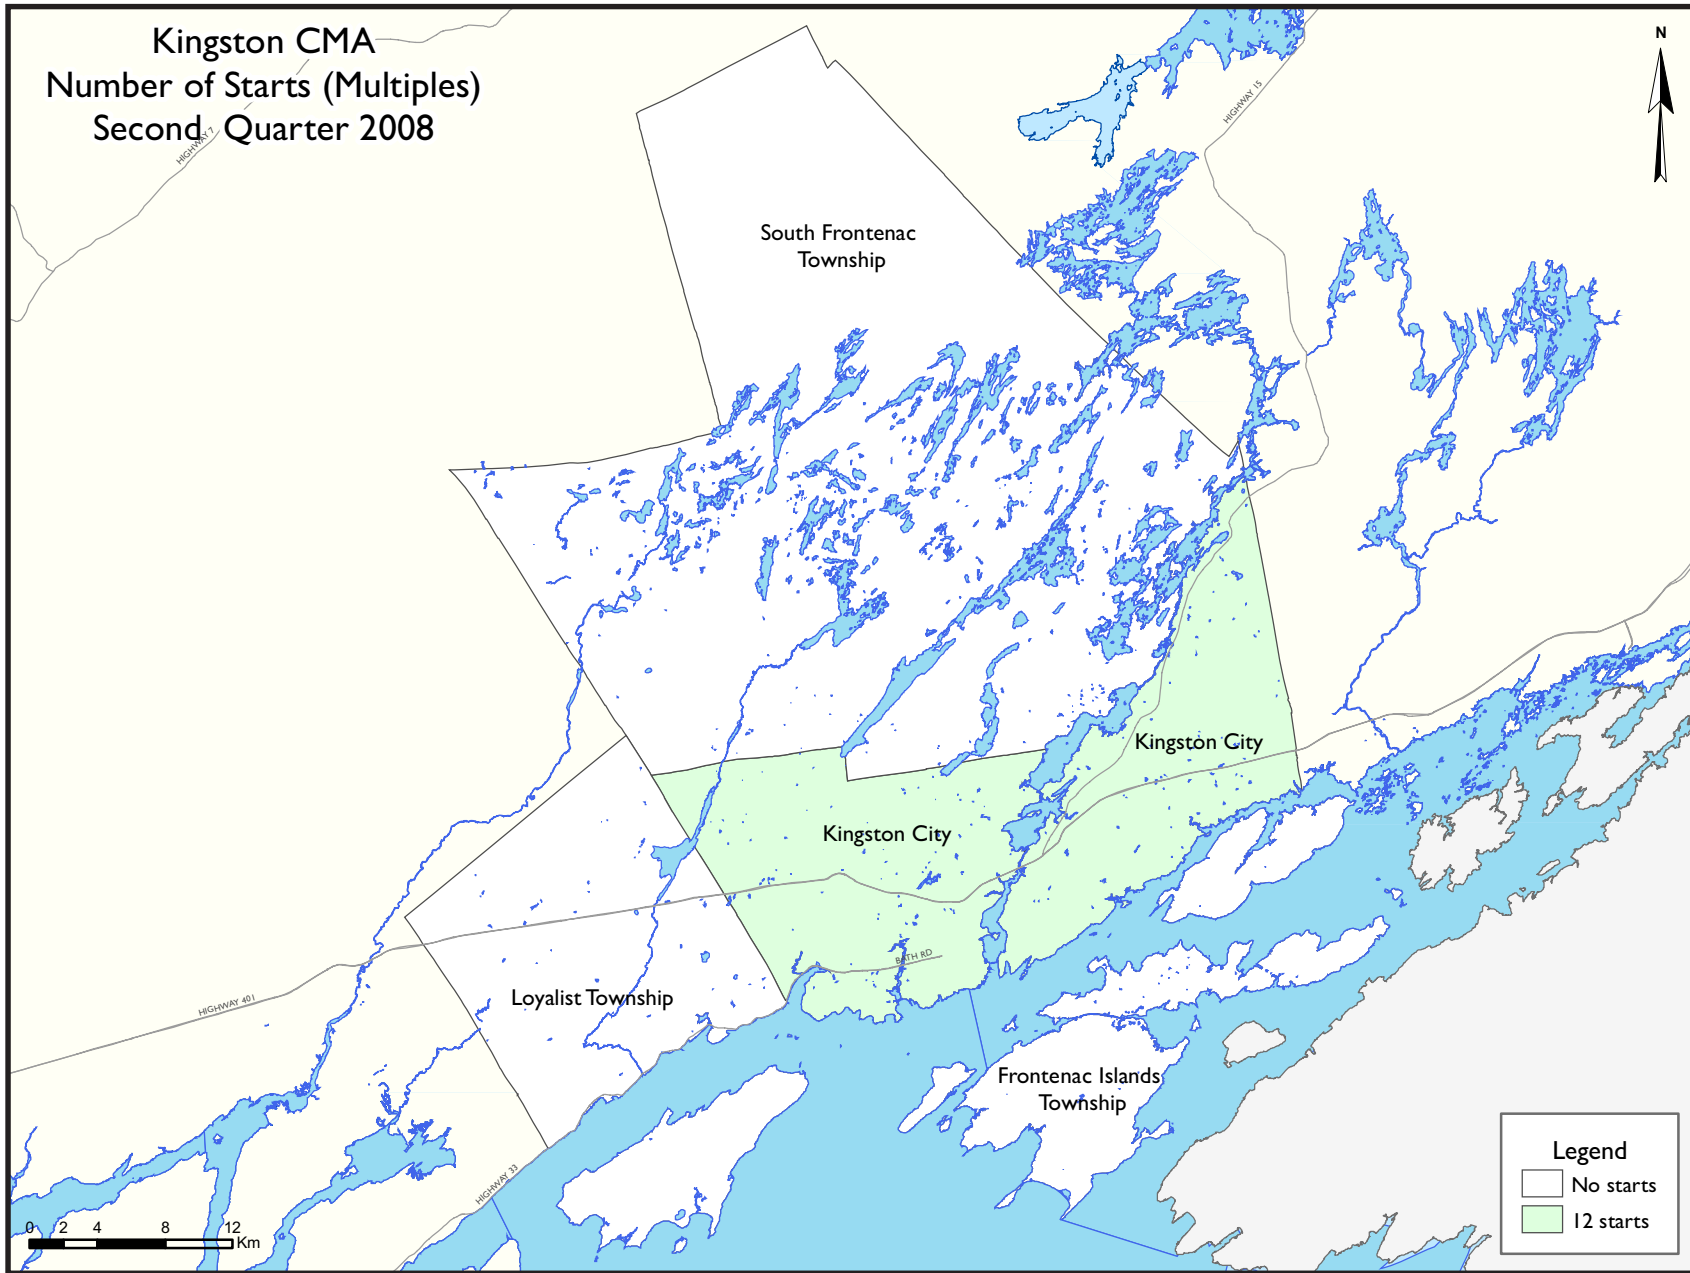 Kingston CMA
Number of Starts (Multiples)
Second Quarter 2008
N
HIGHWAY 7
HIGHWAY 15
South Frontenac
Township
Kingston City
Kingston City
BATH RD
HIGHWAY 401
Loyalist Township
Frontenac Islands
Township
HIGHWAY 33
Legend
No starts
12 starts
0 2 4 8 12
Km